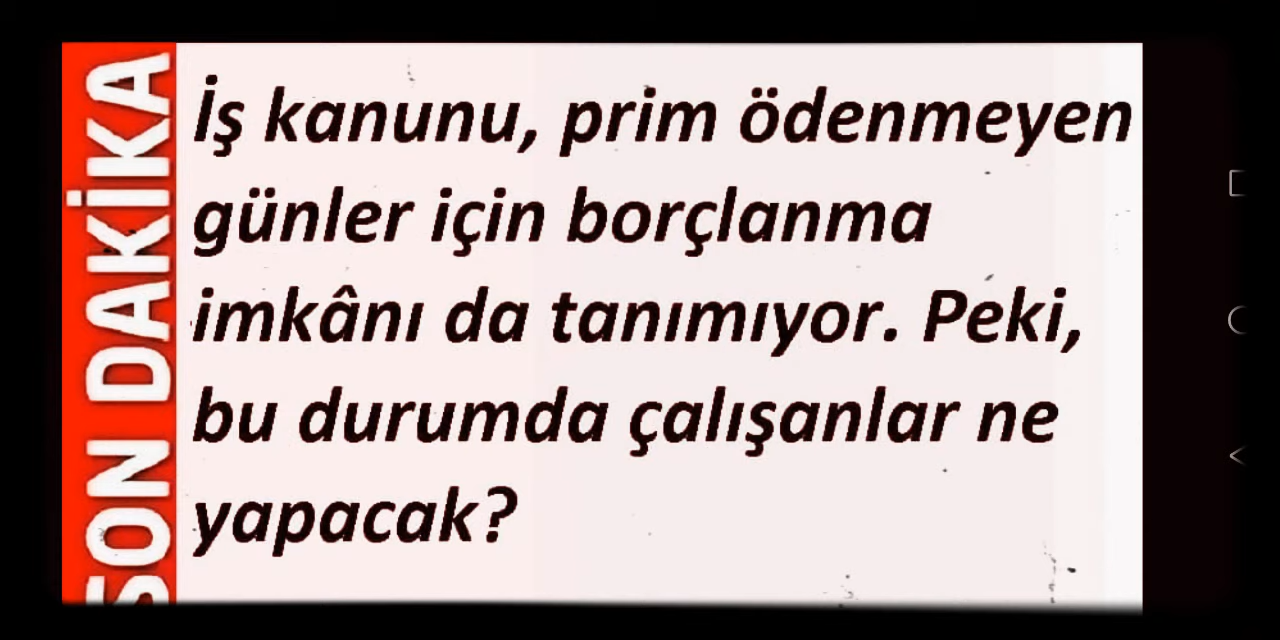 SON DAKİKA
İş kanunu, prim ödenmeyen
günler için borçlanma
imkânı da tanımıyor. Peki,
bu durumda çalışanlar ne
yapacak?